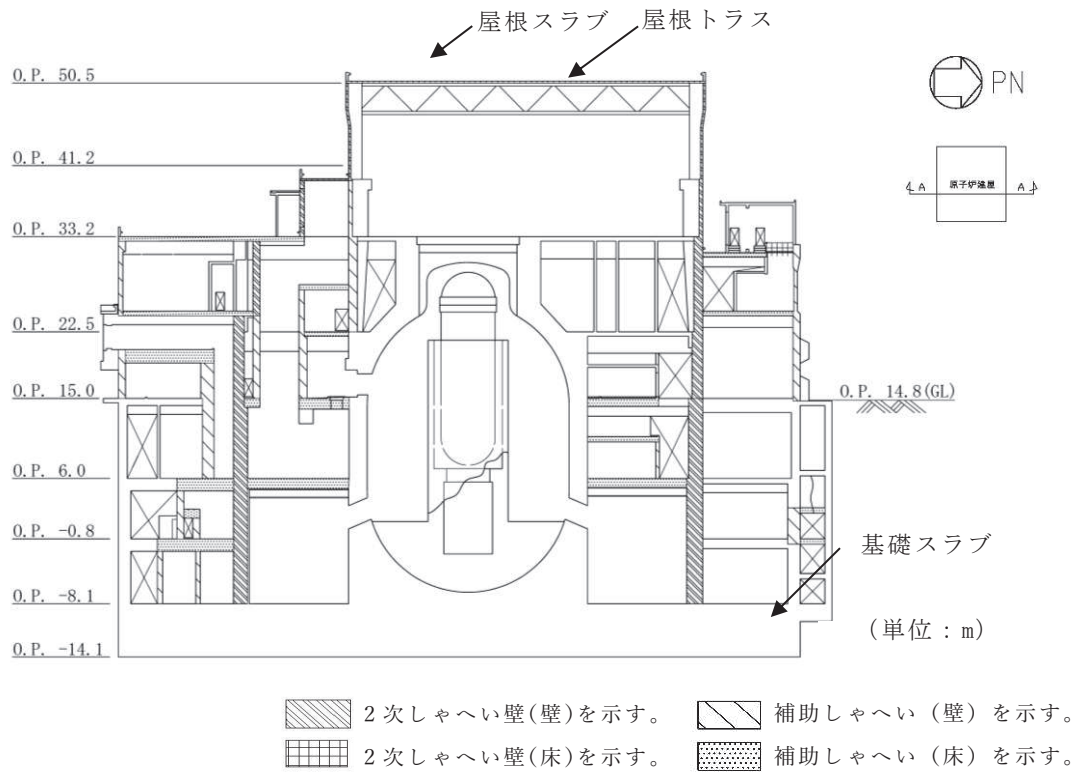 屋根スラブ 屋根トラス
O.P. 50.5
PN
O.P. 41.2
A 原子炉建屋 A
O.P. 33.2
O.P. 22.5
O.P. 15.0
O.P. 14.8(GL)
O.P. 6.0
O.P. -0.8
基礎スラブ
O.P. -8.1
(単位:m)
O.P. -14.1
2次しゃへい壁(壁)を示す。 補助しゃへい(壁)を示す。
2次しゃへい壁(床)を示す。 補助しゃへい(床)を示す。